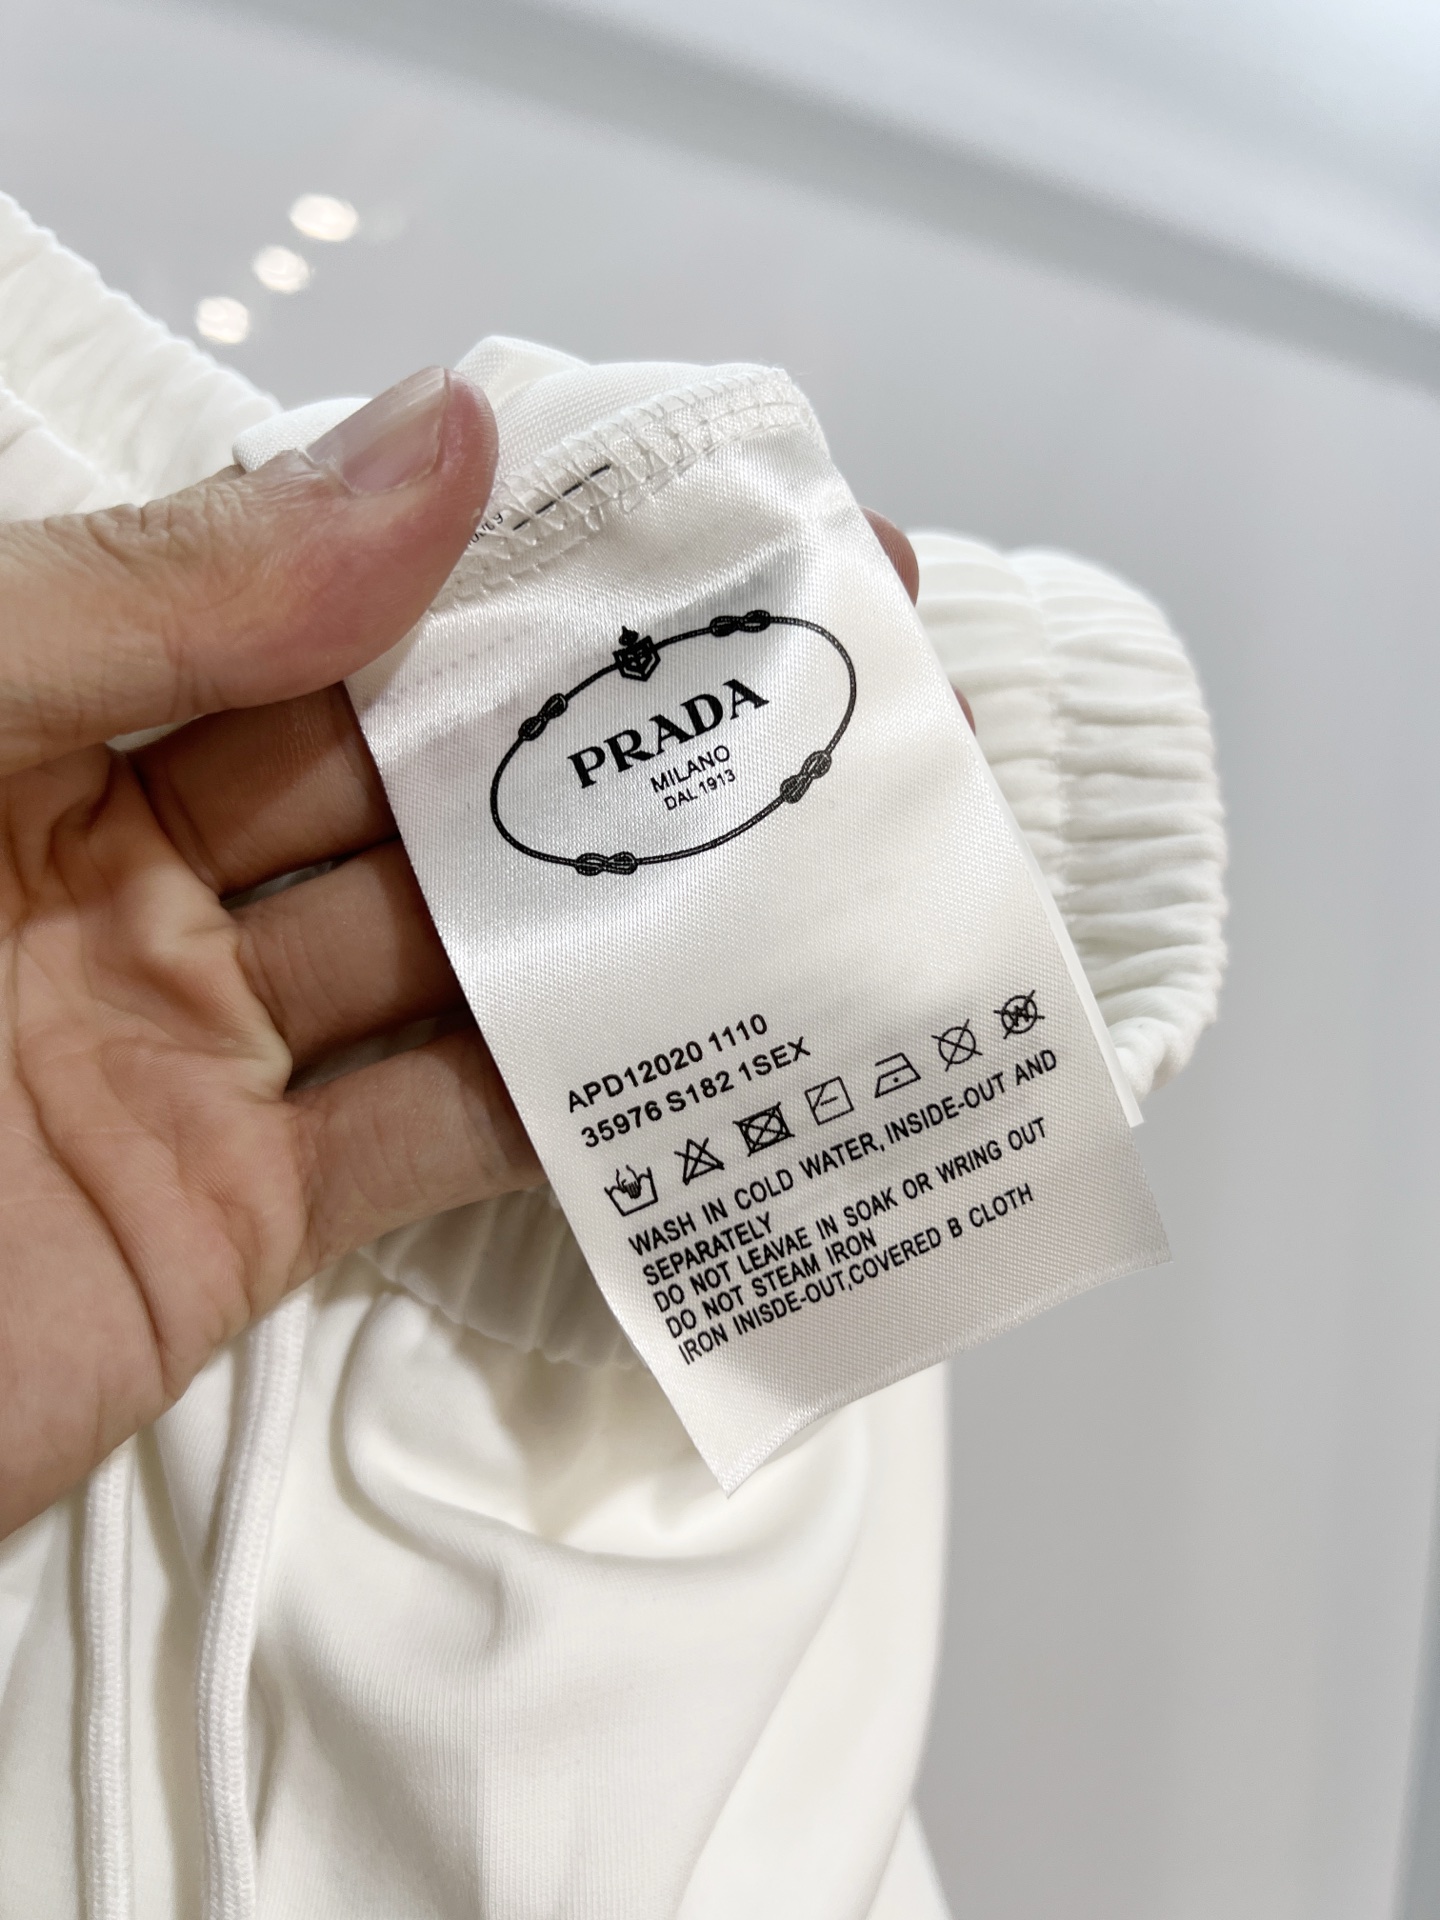 PRADA
MILANO
DAL 1913
APD12020 1110
35976 S182 1SEX
WASH IN COLD WATER, INSIDE-OUT AND
SEPARATELY
DO NOT LEAVAE IN SOAK OR WRING OUT
DO NOT STEAM IRON
IRON INISDE-OUT,COVERED B CLOTH